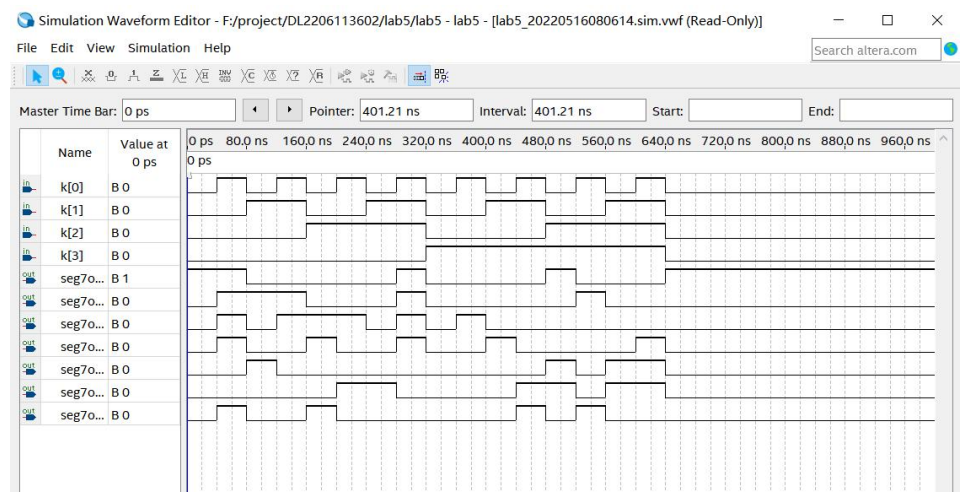 Simulation Waveform Editor - F:/project/DL2206113602/lab5/lab5 - lab5 - [lab5_20220516080614.sim.vwf (Read-Only)]
File Edit View Simulation Help
Search altera.com
Master Time Bar: 0 ps Pointer: 401.21 ns Interval: 401.21 ns Start: End:
Name Value at 0 ps
0 ps 80.0 ns 160.0 ns 240.0 ns 320.0 ns 400.0 ns 480.0 ns 560.0 ns 640.0 ns 720.0 ns 800.0 ns 880.0 ns 960.0 ns
0 ps
in k[0] B 0
in k[1] B 0
in k[2] B 0
in k[3] B 0
out seg7o... B 1
out seg7o... B 0
out seg7o... B 0
out seg7o... B 0
out seg7o... B 0
out seg7o... B 0
out seg7o... B 0